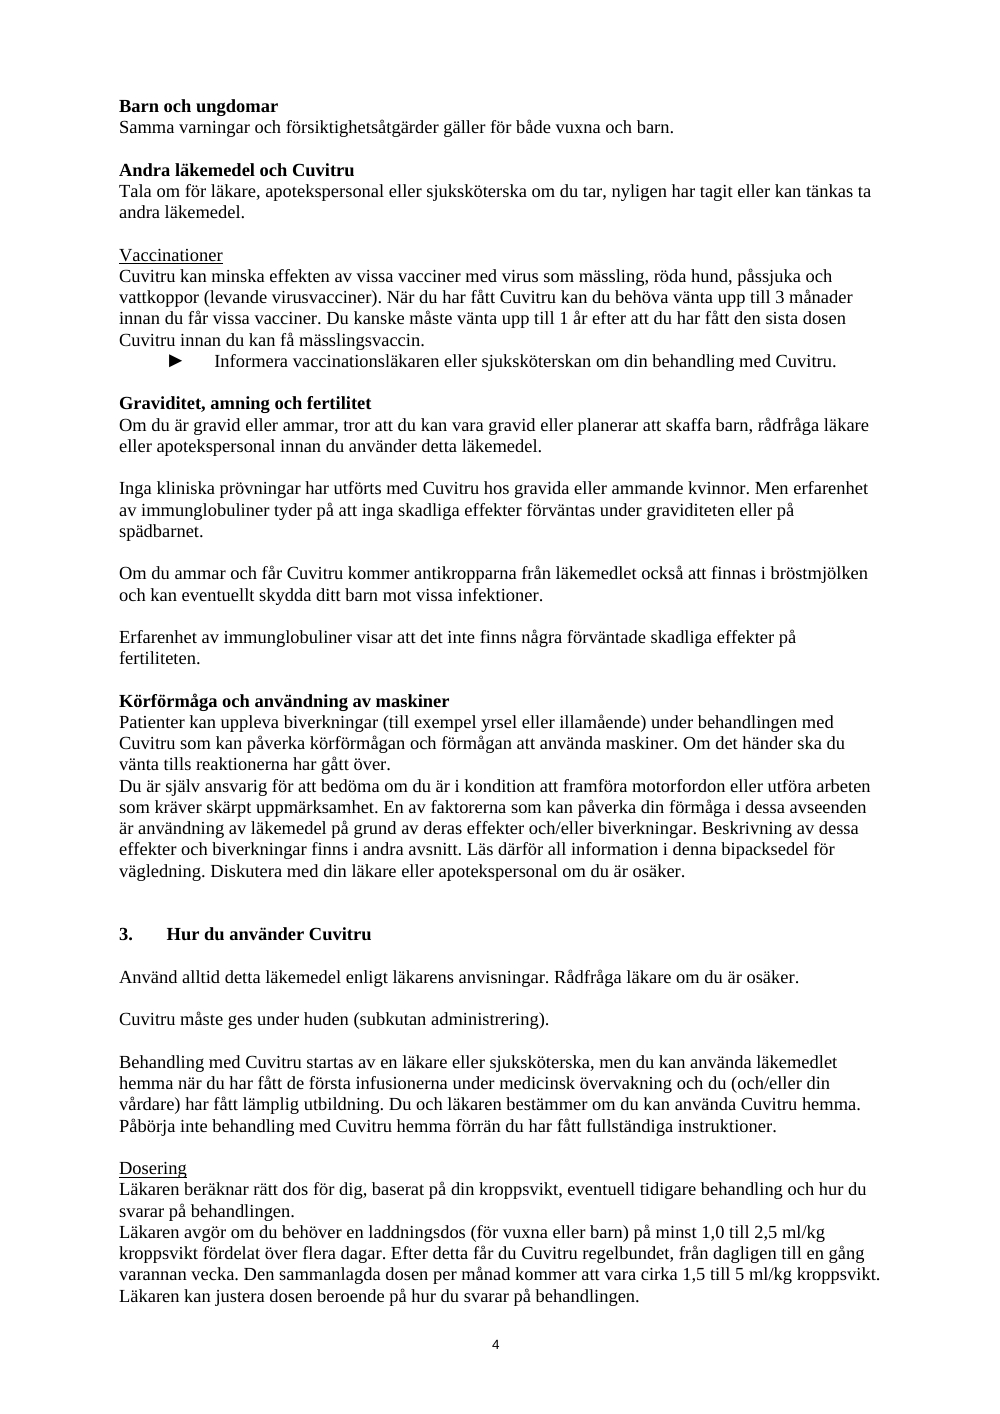 Barn och ungdomar
Samma varningar och försiktighetsåtgärder gäller för både vuxna och barn.
Andra läkemedel och Cuvitru
Tala om för läkare, apotekspersonal eller sjuksköterska om du tar, nyligen har tagit eller kan tänkas ta
andra läkemedel.
Vaccinationer
Cuvitru kan minska effekten av vissa vacciner med virus som mässling, röda hund, påssjuka och
vattkoppor (levande virusvacciner). När du har fått Cuvitru kan du behöva vänta upp till 3 månader
innan du får vissa vacciner. Du kanske måste vänta upp till 1 år efter att du har fått den sista dosen
Cuvitru innan du kan få mässlingsvaccin.
► Informera vaccinationsläkaren eller sjuksköterskan om din behandling med Cuvitru.
Graviditet, amning och fertilitet
Om du är gravid eller ammar, tror att du kan vara gravid eller planerar att skaffa barn, rådfråga läkare
eller apotekspersonal innan du använder detta läkemedel.
Inga kliniska prövningar har utförts med Cuvitru hos gravida eller ammande kvinnor. Men erfarenhet
av immunglobuliner tyder på att inga skadliga effekter förväntas under graviditeten eller på
spädbarnet.
Om du ammar och får Cuvitru kommer antikropparna från läkemedlet också att finnas i bröstmjölken
och kan eventuellt skydda ditt barn mot vissa infektioner.
Erfarenhet av immunglobuliner visar att det inte finns några förväntade skadliga effekter på
fertiliteten.
Körförmåga och användning av maskiner
Patienter kan uppleva biverkningar (till exempel yrsel eller illamående) under behandlingen med
Cuvitru som kan påverka körförmågan och förmågan att använda maskiner. Om det händer ska du
vänta tills reaktionerna har gått över.
Du är själv ansvarig för att bedöma om du är i kondition att framföra motorfordon eller utföra arbeten
som kräver skärpt uppmärksamhet. En av faktorerna som kan påverka din förmåga i dessa avseenden
är användning av läkemedel på grund av deras effekter och/eller biverkningar. Beskrivning av dessa
effekter och biverkningar finns i andra avsnitt. Läs därför all information i denna bipacksedel för
vägledning. Diskutera med din läkare eller apotekspersonal om du är osäker.
3. Hur du använder Cuvitru
Använd alltid detta läkemedel enligt läkarens anvisningar. Rådfråga läkare om du är osäker.
Cuvitru måste ges under huden (subkutan administrering).
Behandling med Cuvitru startas av en läkare eller sjuksköterska, men du kan använda läkemedlet
hemma när du har fått de första infusionerna under medicinsk övervakning och du (och/eller din
vårdare) har fått lämplig utbildning. Du och läkaren bestämmer om du kan använda Cuvitru hemma.
Påbörja inte behandling med Cuvitru hemma förrän du har fått fullständiga instruktioner.
Dosering
Läkaren beräknar rätt dos för dig, baserat på din kroppsvikt, eventuell tidigare behandling och hur du
svarar på behandlingen.
Läkaren avgör om du behöver en laddningsdos (för vuxna eller barn) på minst 1,0 till 2,5 ml/kg
kroppsvikt fördelat över flera dagar. Efter detta får du Cuvitru regelbundet, från dagligen till en gång
varannan vecka. Den sammanlagda dosen per månad kommer att vara cirka 1,5 till 5 ml/kg kroppsvikt.
Läkaren kan justera dosen beroende på hur du svarar på behandlingen.
4